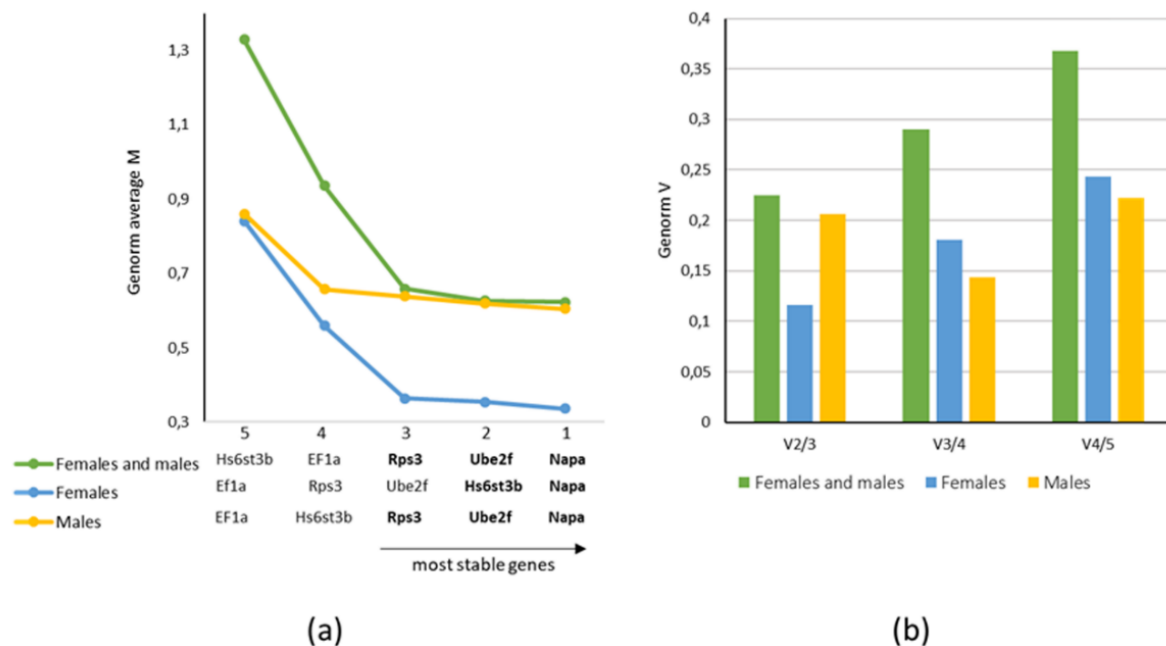 Genorm average M
1,3
1,1
0,9
0,7
0,5
0,3
5 4 3 2 1
Females and males Hs6st3b EF1a Rps3 Ube2f Napa
Females Ef1a Rps3 Ube2f Hs6st3b Napa
Males EF1a Hs6st3b Rps3 Ube2f Napa
most stable genes
(a)
Genorm V
0,4
0,35
0,3
0,25
0,2
0,15
0,1
0,05
0
V2/3 V3/4 V4/5
Females and males Females Males
(b)